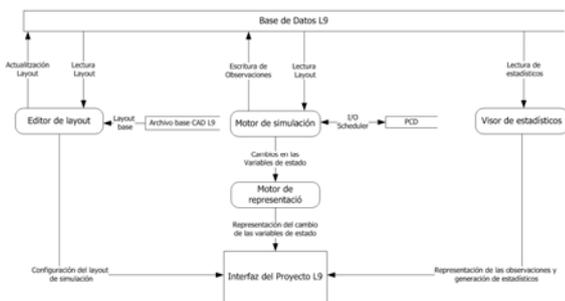 Base de Datos L9
Actualización
Layout
Lectura
Layout
Escritura de
Observaciones
Lectura
Layout
Lectura de
estadísticos
Editor de layout
Layout
base
Archivo base CAD L9
Motor de simulación
I/O
Scheduler
PCD
Visor de estadísticos
Cambios en las
Variables de estado
Motor de
representació
Representación del cambio
de las variables de estado
Configuración del layout
de simulación
Interfaz del Proyecto L9
Representación de las observaciones y
generación de estadísticos